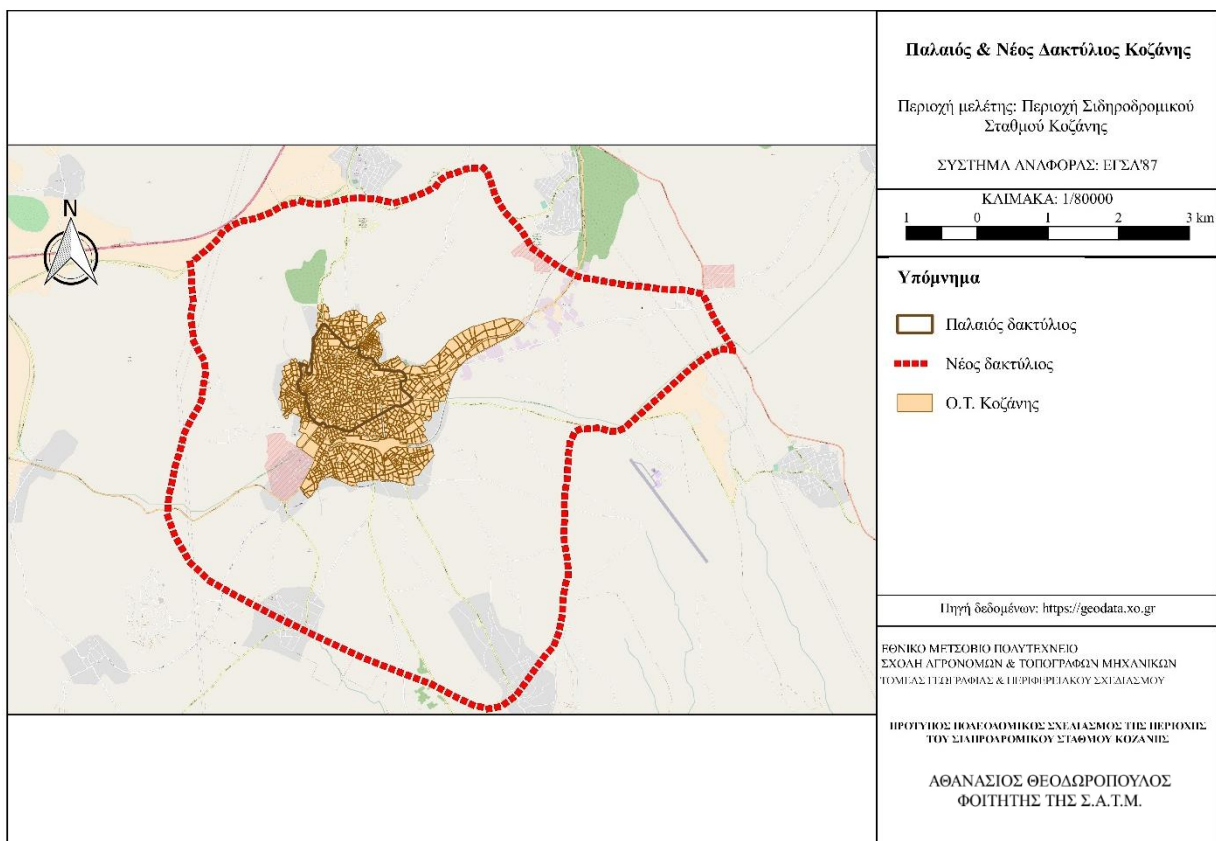 N
Παλαιός & Νέος Δακτύλιος Κοζάνης
Περιοχή μελέτης: Περιοχή Σιδηροδρομικού
Σταθμού Κοζάνης
ΣΥΣΤΗΜΑ ΑΝΑΦΟΡΑΣ: ΕΓΣΑ'87
ΚΛΙΜΑΚΑ: 1/80000
1 0 1 2 3 km
Υπόμνημα
Παλαιός δακτύλιος
Νέος δακτύλιος
Ο.Τ. Κοζάνης
Πηγή δεδομένων: https://geodata.xo.gr
ΕΘΝΙΚΟ ΜΕΤΣΟΒΙΟ ΠΟΛΥΤΕΧΝΕΙΟ
ΣΧΟΛΗ ΑΓΡΟΝΟΜΩΝ & ΤΟΠΟΓΡΑΦΩΝ ΜΗΧΑΝΙΚΩΝ
ΤΟΜΕΑΣ ΓΕΩΓΡΑΦΙΑΣ & ΠΕΡΙΦΕΡΕΙΑΚΟΥ ΣΧΕΔΙΑΣΜΟΥ
ΠΡΟΤΥΠΟΣ ΠΟΛΕΟΔΟΜΙΚΟΣ ΣΧΕΔΙΑΣΜΟΣ ΤΗΣ ΠΕΡΙΟΧΗΣ
ΤΟΥ ΣΙΔΗΡΟΔΡΟΜΙΚΟΥ ΣΤΑΘΜΟΥ ΚΟΖΑΝΗΣ
ΑΘΑΝΑΣΙΟΣ ΘΕΟΔΩΡΟΠΟΥΛΟΣ
ΦΟΙΤΗΤΗΣ ΤΗΣ Σ.Α.Τ.Μ.